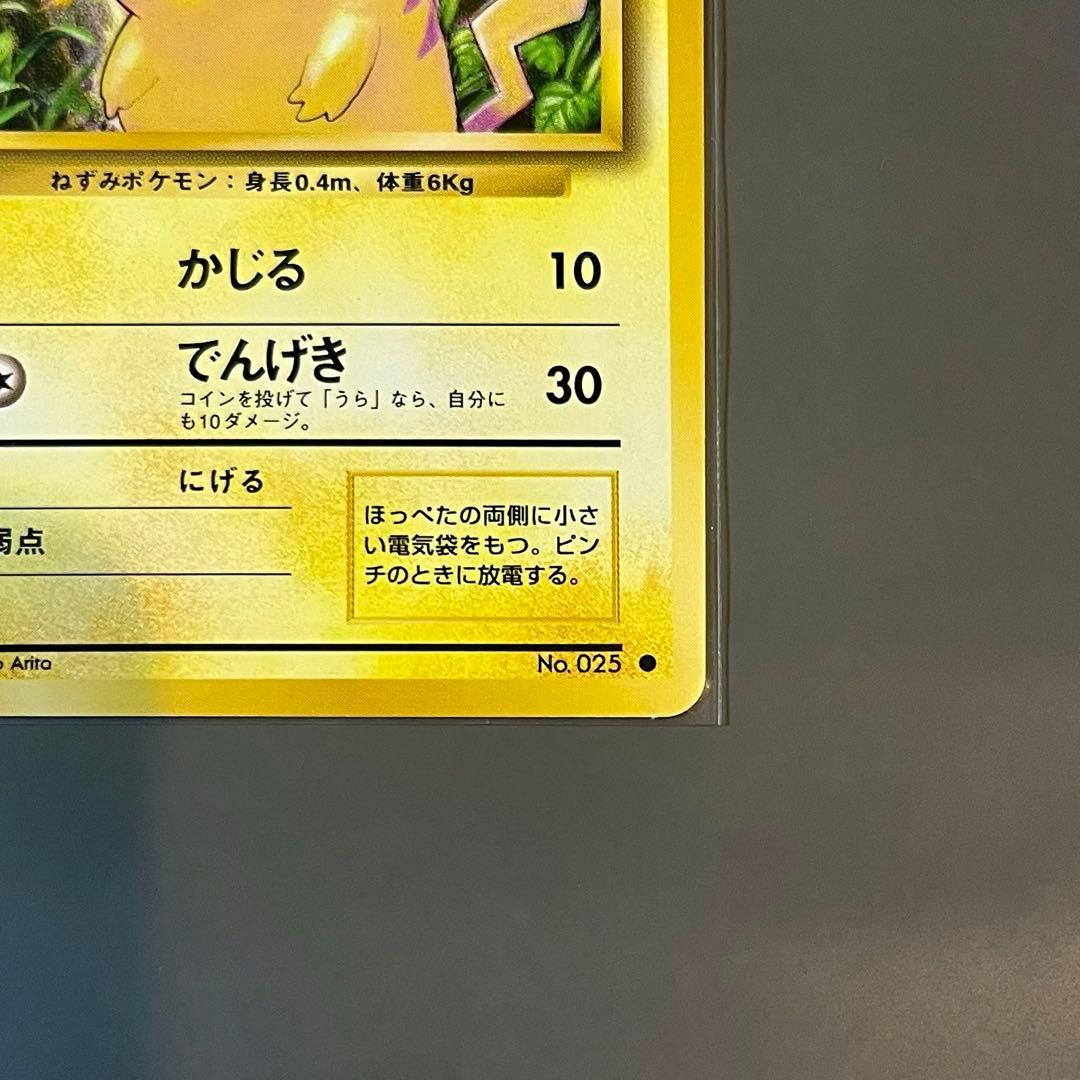 ねずみポケモン：身長0.4m、体重6Kg
かじる 10
でんげき 30
コインを投げて「うら」なら、自分に
も10ダメージ。
にげる
弱点
ほっぺたの両側に小さ
い電気袋をもつ。ピン
チのときに放電する。
Arita
No. 025 ●